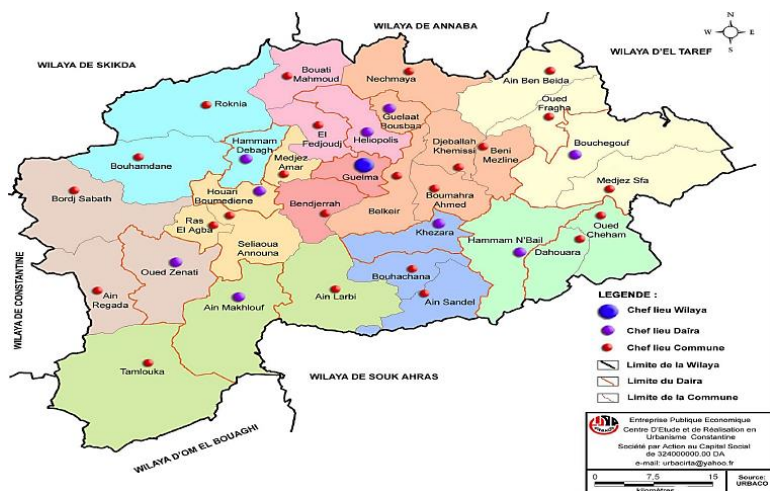 WILAYA DE ANNABA
N
W E
S
WILAYA DE SKIDKA
WILAYA D'EL TAREF
Bouati
Mahmoud
Nechmaya
Ain Ben Beida
Roknia
Guelaat
Bousbaa
Oued
Fragha
El
Fedjoudj
Heliopolis
Hammam
Debagh
Djeballah
Khemissi
Beni
Mezline
Bouchegouf
Bouhamdane
Medjez
Amar
Guelma
Bordj Sabath
Houari
Boumediene
Boumahra
Ahmed
Medjez Sfa
Bendjerrah
Belkeir
Ras
El Agba
Khezara
Oued
Cheham
Seliaoua
Announa
Hammam N'Bail
Dahouara
Oued Zenati
Bouhachana
Ain
Regada
Ain Makhlouf
Ain Larbi
Ain Sandel
WILAYA DE CONSTANTINE
Tamlouka
WILAYA DE SOUK AHRAS
WILAYA D'OM EL BOUAGHI
LEGENDE :
Chef lieu Wilaya
Chef lieu Daïra
Chef lieu Commune
Limite de la Wilaya
Limite du Daira
Limite de la Commune
Entreprise Publique Economique
Centre D'Etude et de Réalisation en
Urbanisme Constantine
Société par Action au Capital Social
de 324000000.00 DA
e-mail: urbacirta@yahoo.fr
0 7,5 15
kilomètres
Source:
URBACO